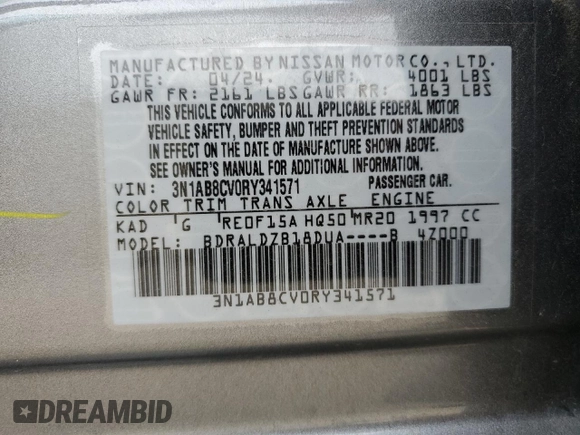 MANUFACTURED BY NISSAN MOTOR CO., LTD.
DATE: 04/24 GVWR: 4001 LBS
GAWR FR: 2161 LBS GAWR RR: 1863 LBS
THIS VEHICLE CONFORMS TO ALL APPLICABLE FEDERAL MOTOR
VEHICLE SAFETY, BUMPER AND THEFT PREVENTION STANDARDS
IN EFFECT ON THE DATE OF MANUFACTURE SHOWN ABOVE.
SEE OWNER'S MANUAL FOR ADDITIONAL INFORMATION.
VIN: 3N1AB8CV0RY341571 PASSENGER CAR.
COLOR TRIM TRANS AXLE ENGINE
KAD G RE0F15A HQ50 MR20 1997 CC
MODEL: BDRALDZB18DUA----B 4Z000
3N1AB8CV0RY341571
DREAMBID